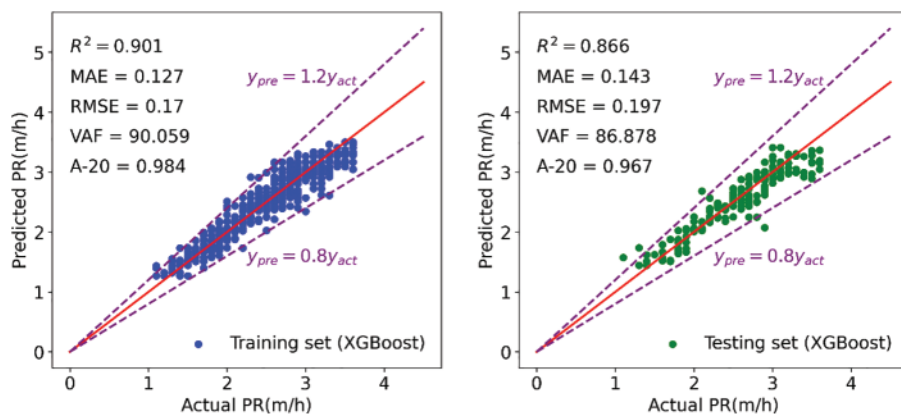 R² = 0.901
MAE = 0.127
RMSE = 0.17
VAF = 90.059
A-20 = 0.984
y_pre = 1.2y_act
y_pre = 0.8y_act
Training set (XGBoost)
Predicted PR(m/h)
5
4
3
2
1
0
0 1 2 3 4
Actual PR(m/h)
R² = 0.866
MAE = 0.143
RMSE = 0.197
VAF = 86.878
A-20 = 0.967
y_pre = 1.2y_act
y_pre = 0.8y_act
Testing set (XGBoost)
Predicted PR(m/h)
5
4
3
2
1
0
0 1 2 3 4
Actual PR(m/h)